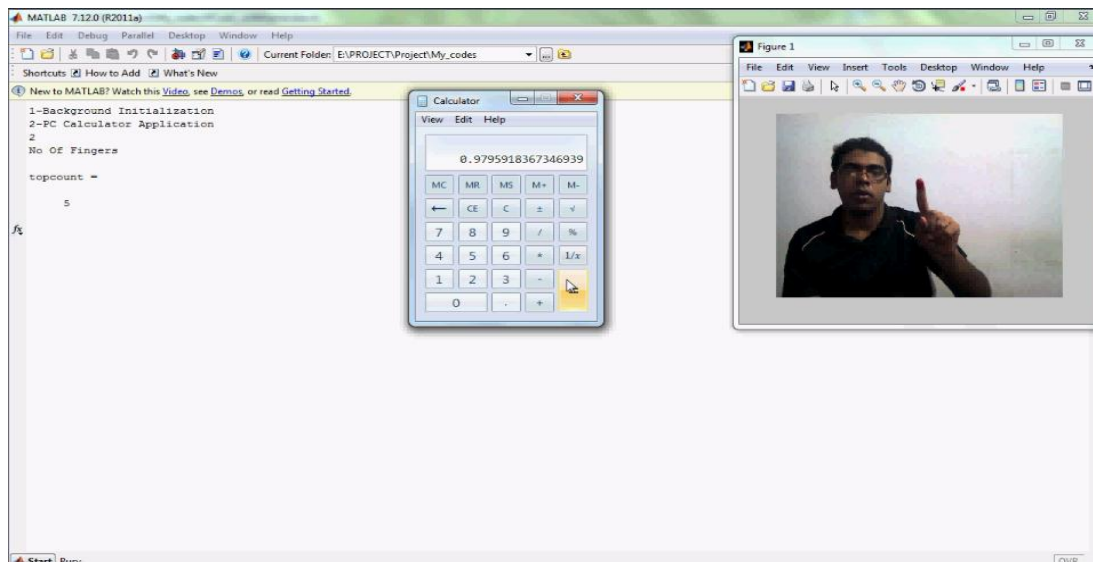 MATLAB 7.12.0 (R2011a)
File Edit Debug Parallel Desktop Window Help
Current Folder: E:\PROJECT\Project\My_codes
Shortcuts How to Add What's New
New to MATLAB? Watch this Video, see Demos, or read Getting Started.
1-Background Initialization
2-PC Calculator Application
2
No Of Fingers
topcount =
5
fx
Calculator
View Edit Help
0.9795918367346939
MC MR MS M+ M-
← CE C ± √
7 8 9 / %
4 5 6 * 1/x
1 2 3 -
0 . +
Figure 1
File Edit View Insert Tools Desktop Window Help
Start Busy
OVR